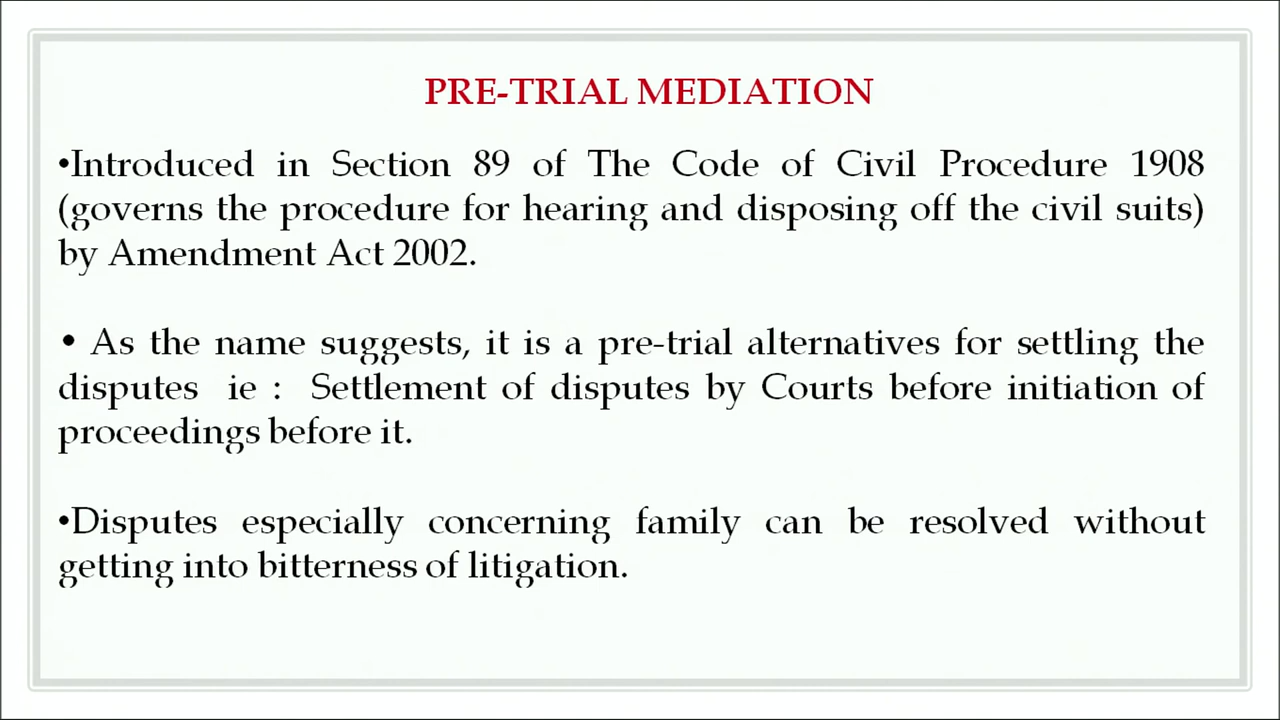 PRE-TRIAL MEDIATION
•Introduced in Section 89 of The Code of Civil Procedure 1908
(governs the procedure for hearing and disposing off the civil suits)
by Amendment Act 2002.
• As the name suggests, it is a pre-trial alternatives for settling the
disputes ie : Settlement of disputes by Courts before initiation of
proceedings before it.
•Disputes especially concerning family can be resolved without
getting into bitterness of litigation.